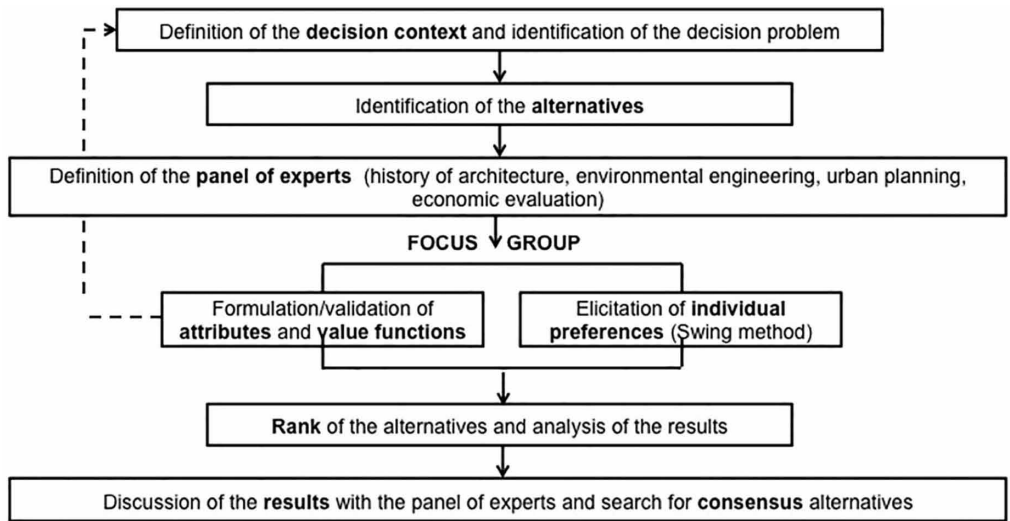 Definition of the decision context and identification of the decision problem
Identification of the alternatives
Definition of the panel of experts (history of architecture, environmental engineering, urban planning,
economic evaluation)
FOCUS GROUP
Formulation/validation of
attributes and value functions
Elicitation of individual
preferences (Swing method)
Rank of the alternatives and analysis of the results
Discussion of the results with the panel of experts and search for consensus alternatives